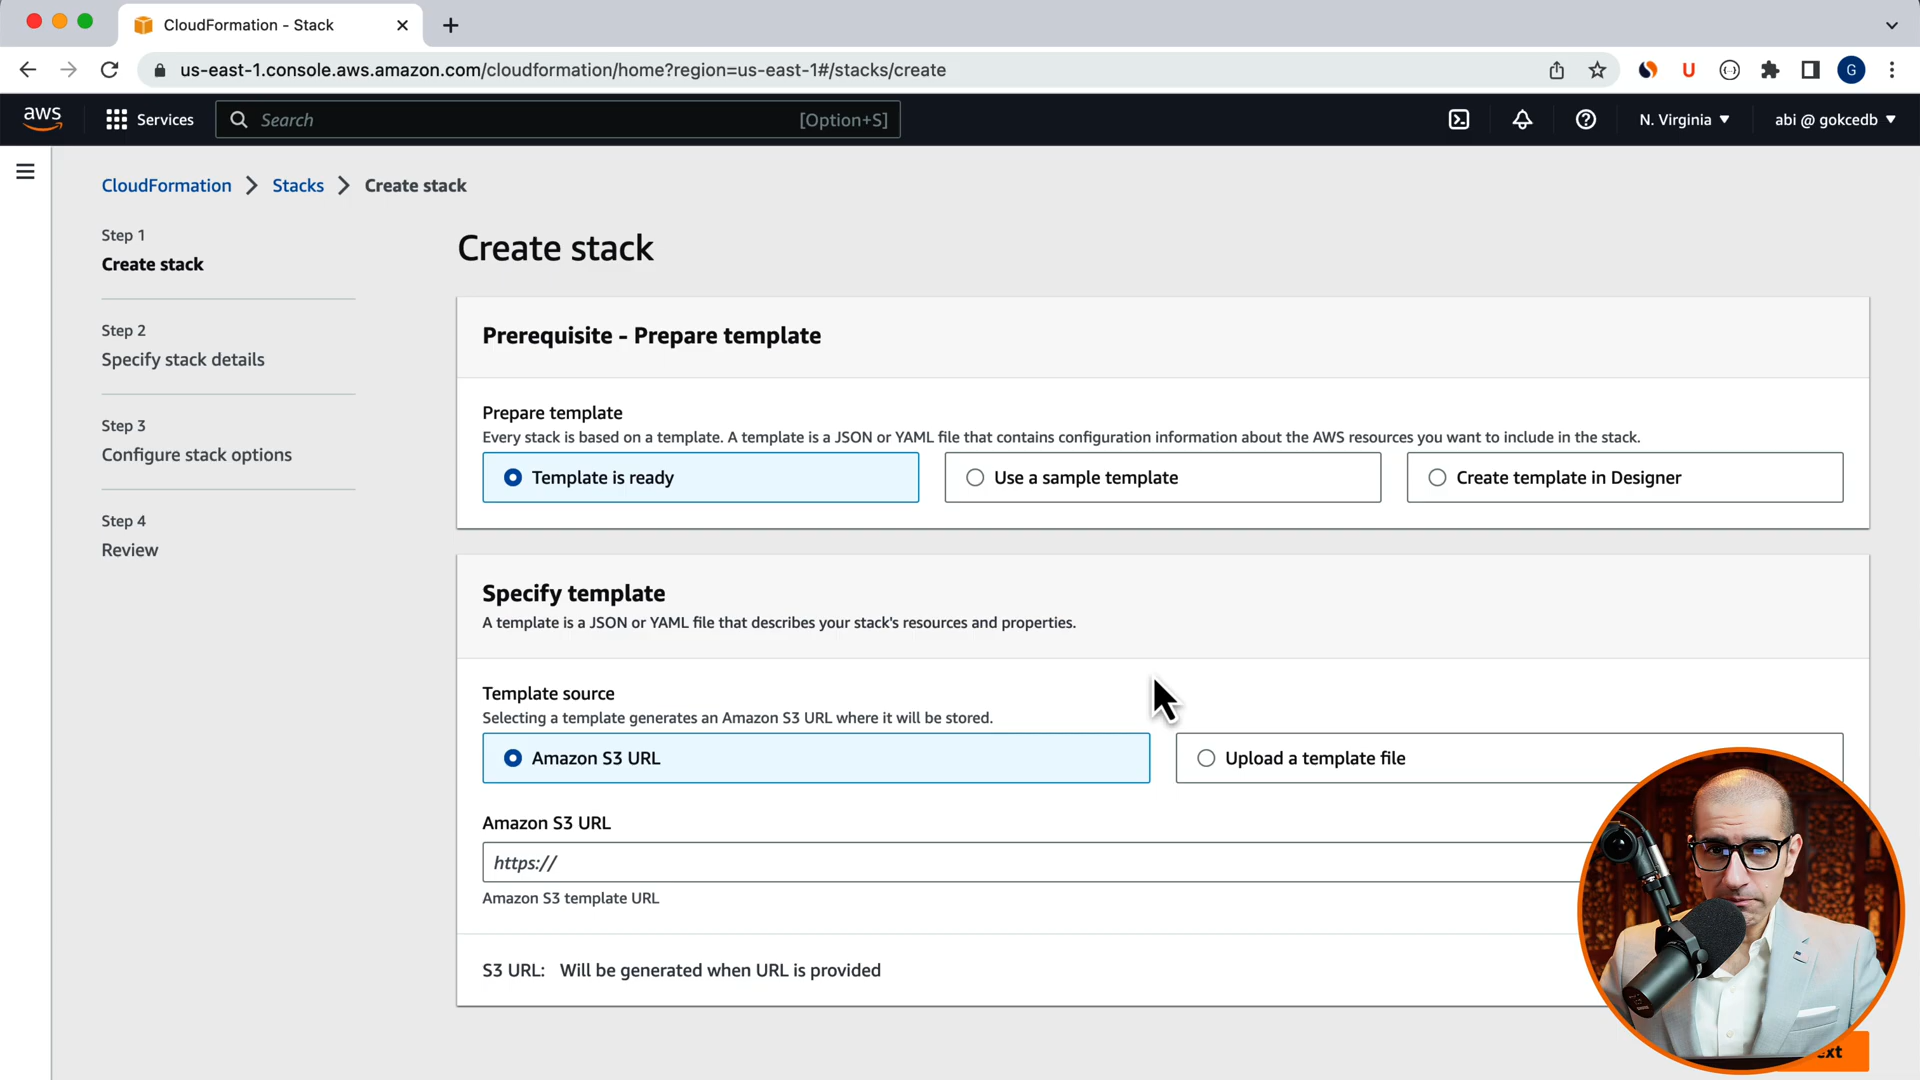 CloudFormation - Stack
us-east-1.console.aws.amazon.com/cloudformation/home?region=us-east-1#/stacks/create
U
G
aws
Services
Search
[Option+S]
N. Virginia
abi @ gokcedb
CloudFormation
Stacks
Create stack
Step 1
Create stack
Step 2
Specify stack details
Step 3
Configure stack options
Step 4
Review
Create stack
Prerequisite - Prepare template
Prepare template
Every stack is based on a template. A template is a JSON or YAML file that contains configuration information about the AWS resources you want to include in the stack.
Template is ready
Use a sample template
Create template in Designer
Specify template
A template is a JSON or YAML file that describes your stack's resources and properties.
Template source
Selecting a template generates an Amazon S3 URL where it will be stored.
Amazon S3 URL
Upload a template file
Amazon S3 URL
https://
Amazon S3 template URL
S3 URL: Will be generated when URL is provided